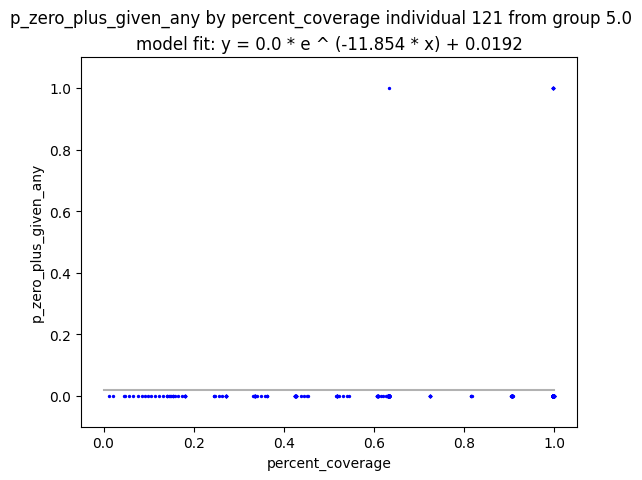 p_zero_plus_given_any by percent_coverage individual 121 from group 5.0
model fit: y = 0.0 * e ^ (-11.854 * x) + 0.0192
1.0
0.8
0.6
0.4
0.2
0.0
p_zero_plus_given_any
0.0 0.2 0.4 0.6 0.8 1.0
percent_coverage